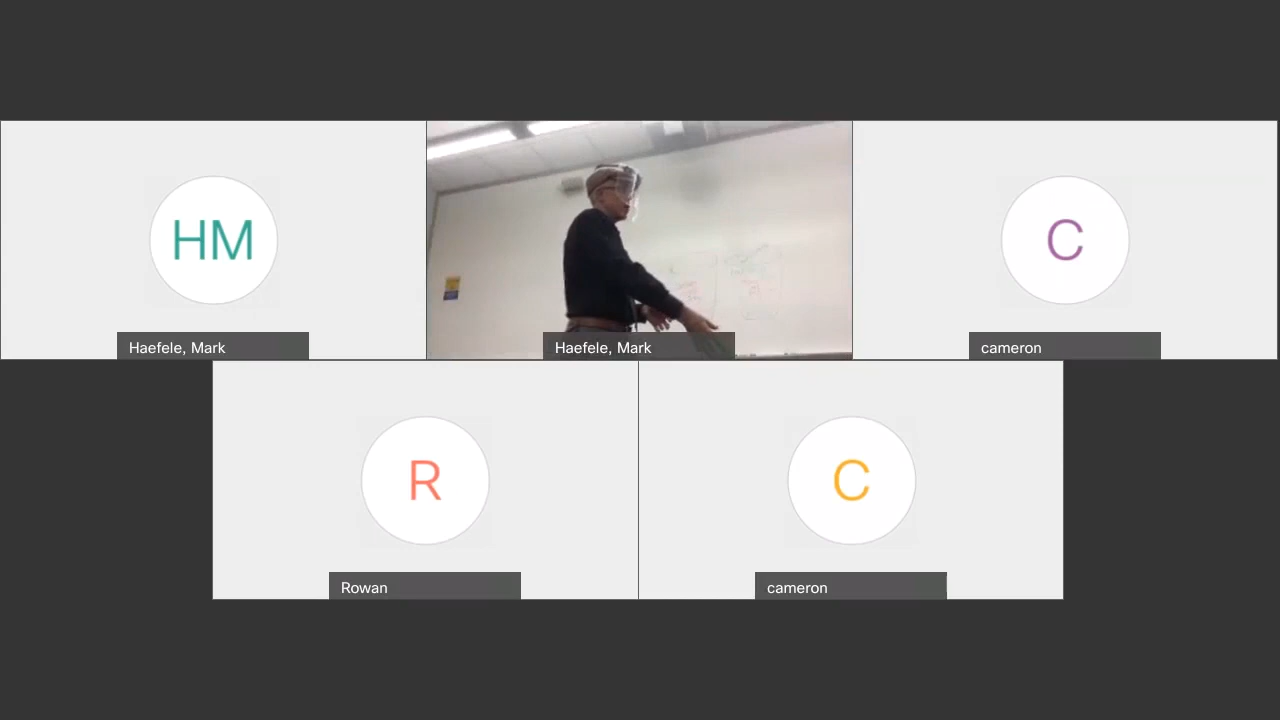 HM
Haefele, Mark
Haefele, Mark
C
cameron
R
Rowan
C
cameron